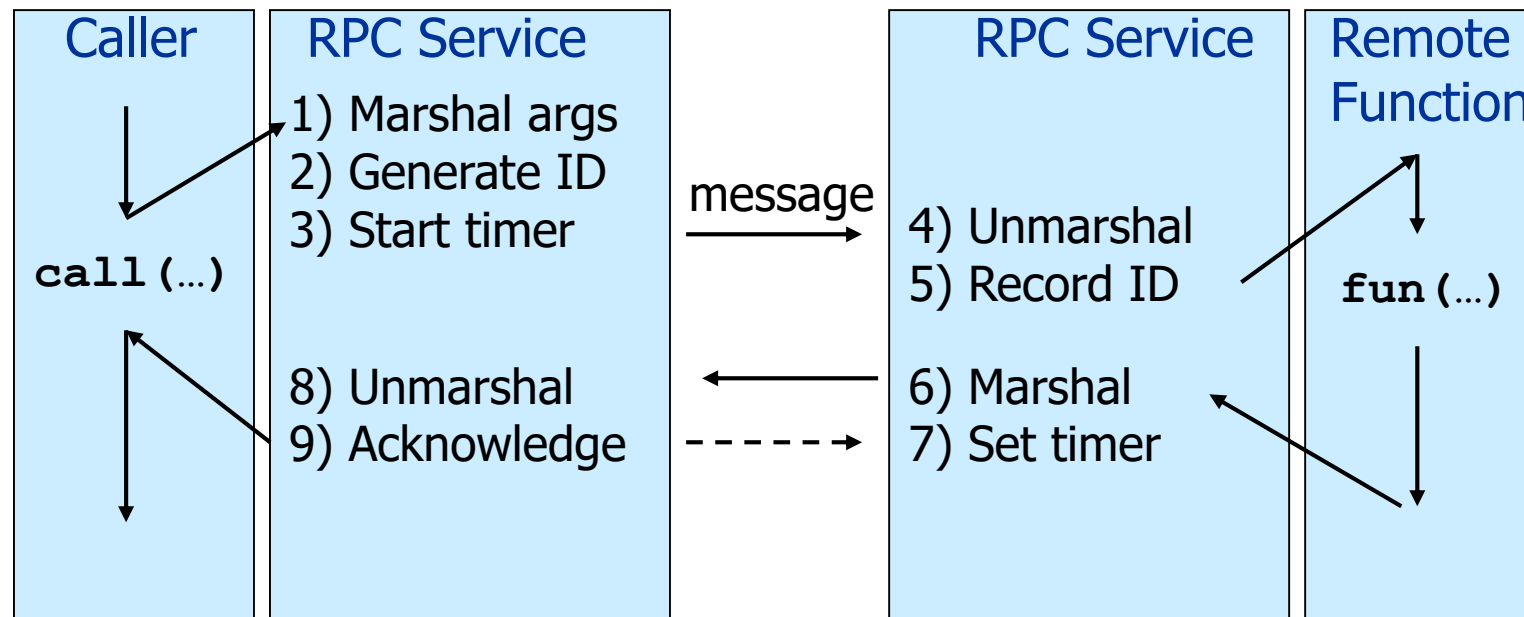 Caller
call(…)
RPC Service
1) Marshal args
2) Generate ID
3) Start timer
8) Unmarshal
9) Acknowledge
message
RPC Service
4) Unmarshal
5) Record ID
6) Marshal
7) Set timer
Remote
Function
fun(…)